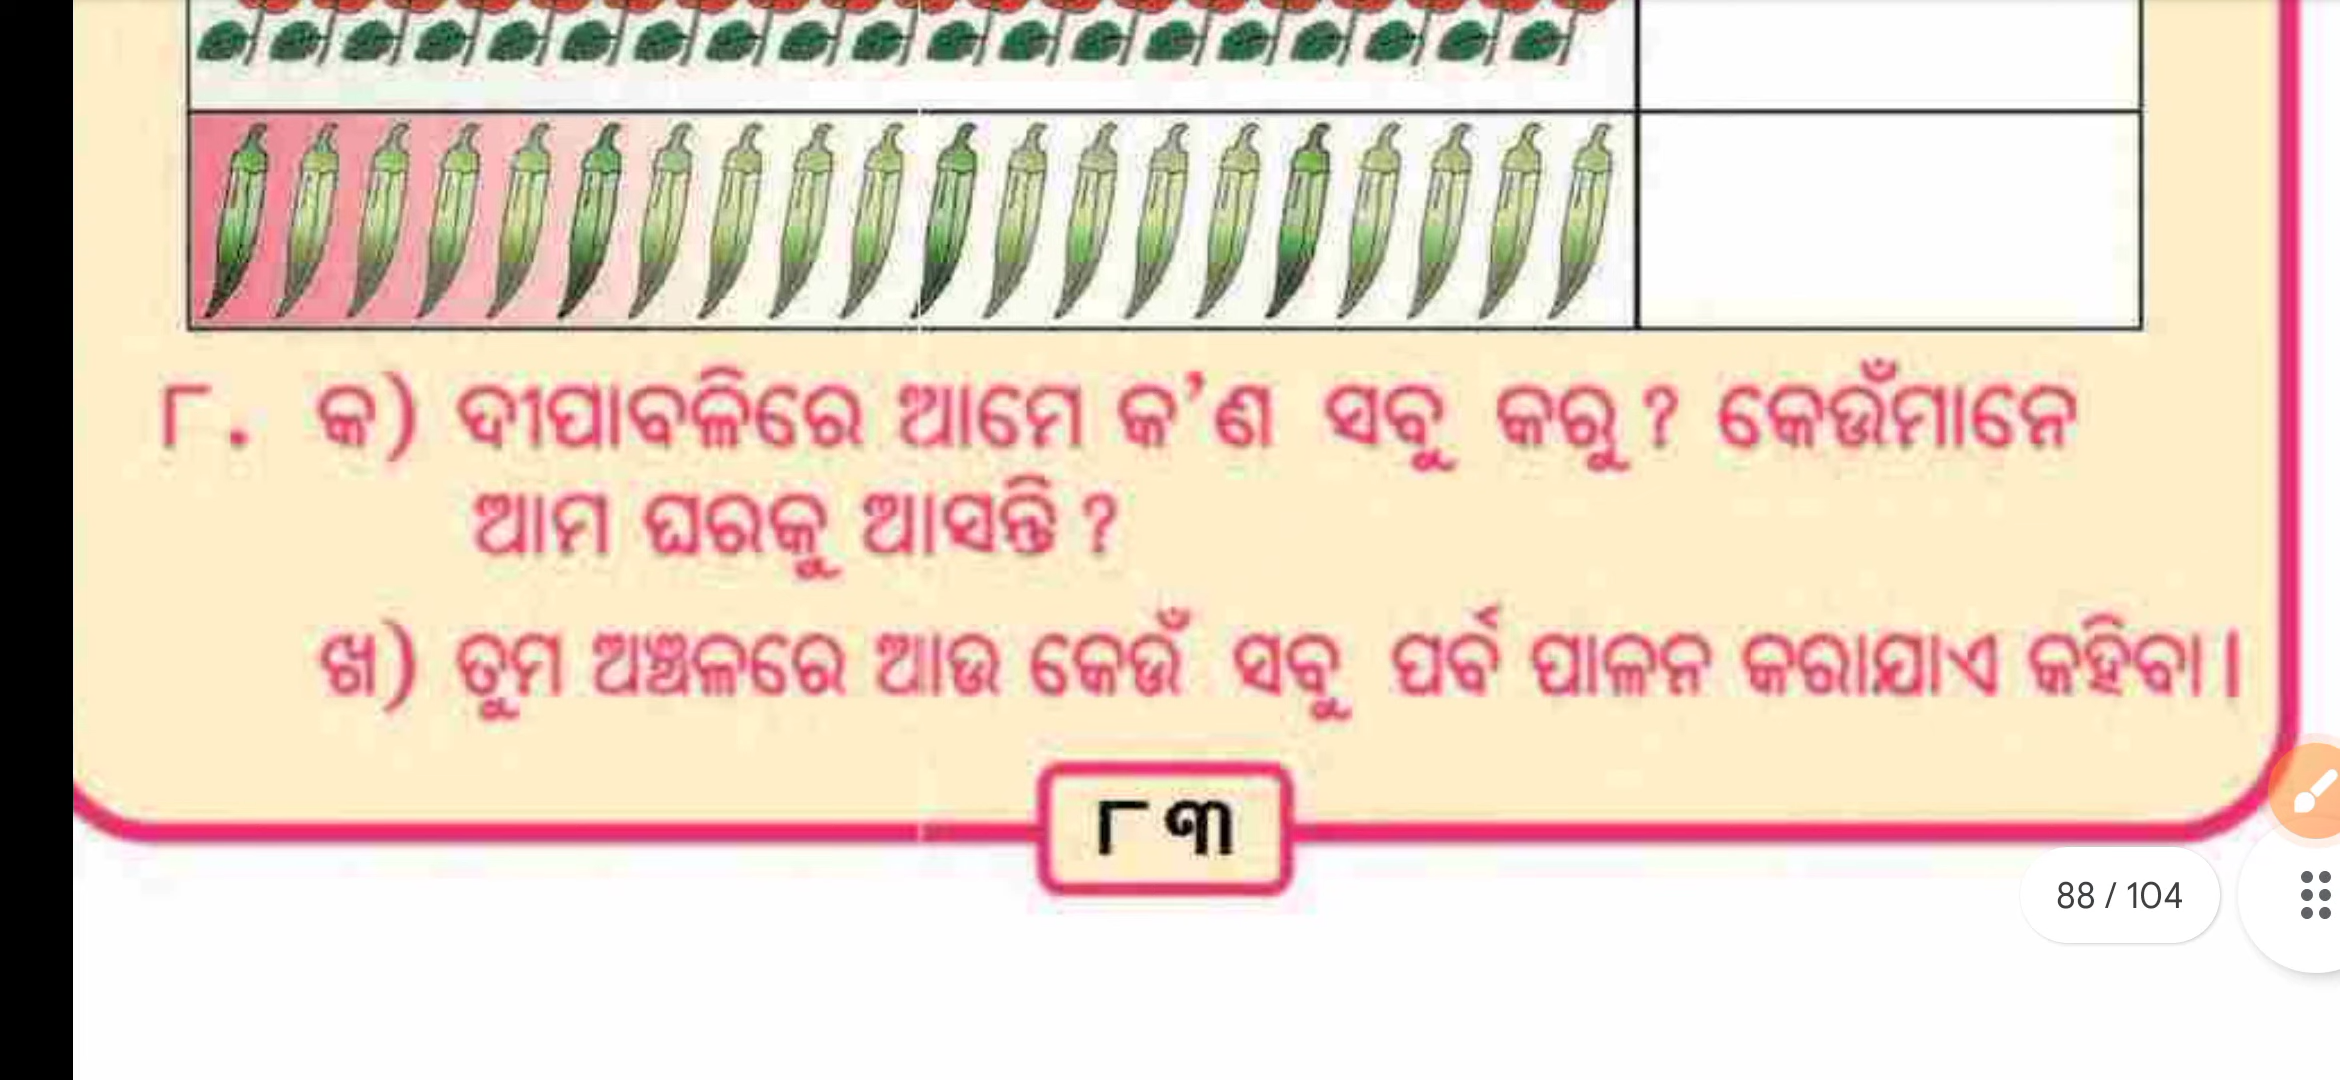 ୮. କ) ଦୀପାବଳିରେ ଆମେ କ'ଣ ସବୁ କରୁ ? କେଉଁମାନେ
ଆମ ଘରକୁ ଆସନ୍ତି ?
ଖ) ତୁମ ଅଞ୍ଚଳରେ ଆଉ କେଉଁ ସବୁ ପର୍ବ ପାଳନ କରାଯାଏ କହିବା ।
୮୩
88 / 104